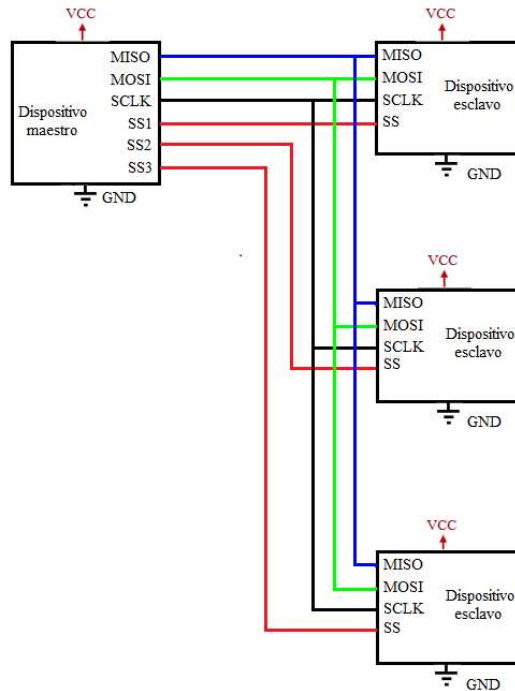 VCC
MISO
MOSI
SCLK
SS1
SS2
SS3
Dispositivo
maestro
GND
VCC
MISO
MOSI
SCLK
SS
Dispositivo
esclavo
GND
VCC
MISO
MOSI
SCLK
SS
Dispositivo
esclavo
GND
VCC
MISO
MOSI
SCLK
SS
Dispositivo
esclavo
GND